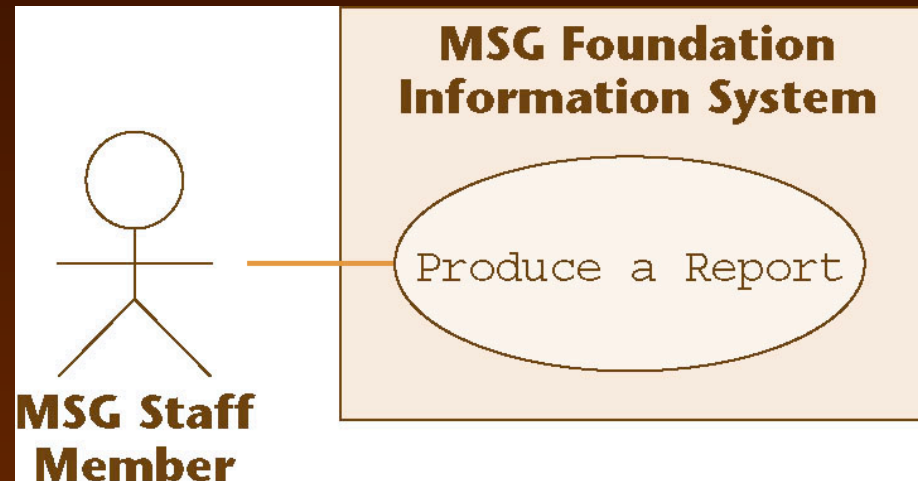 MSG Foundation
Information System
Produce a Report
MSG Staff
Member